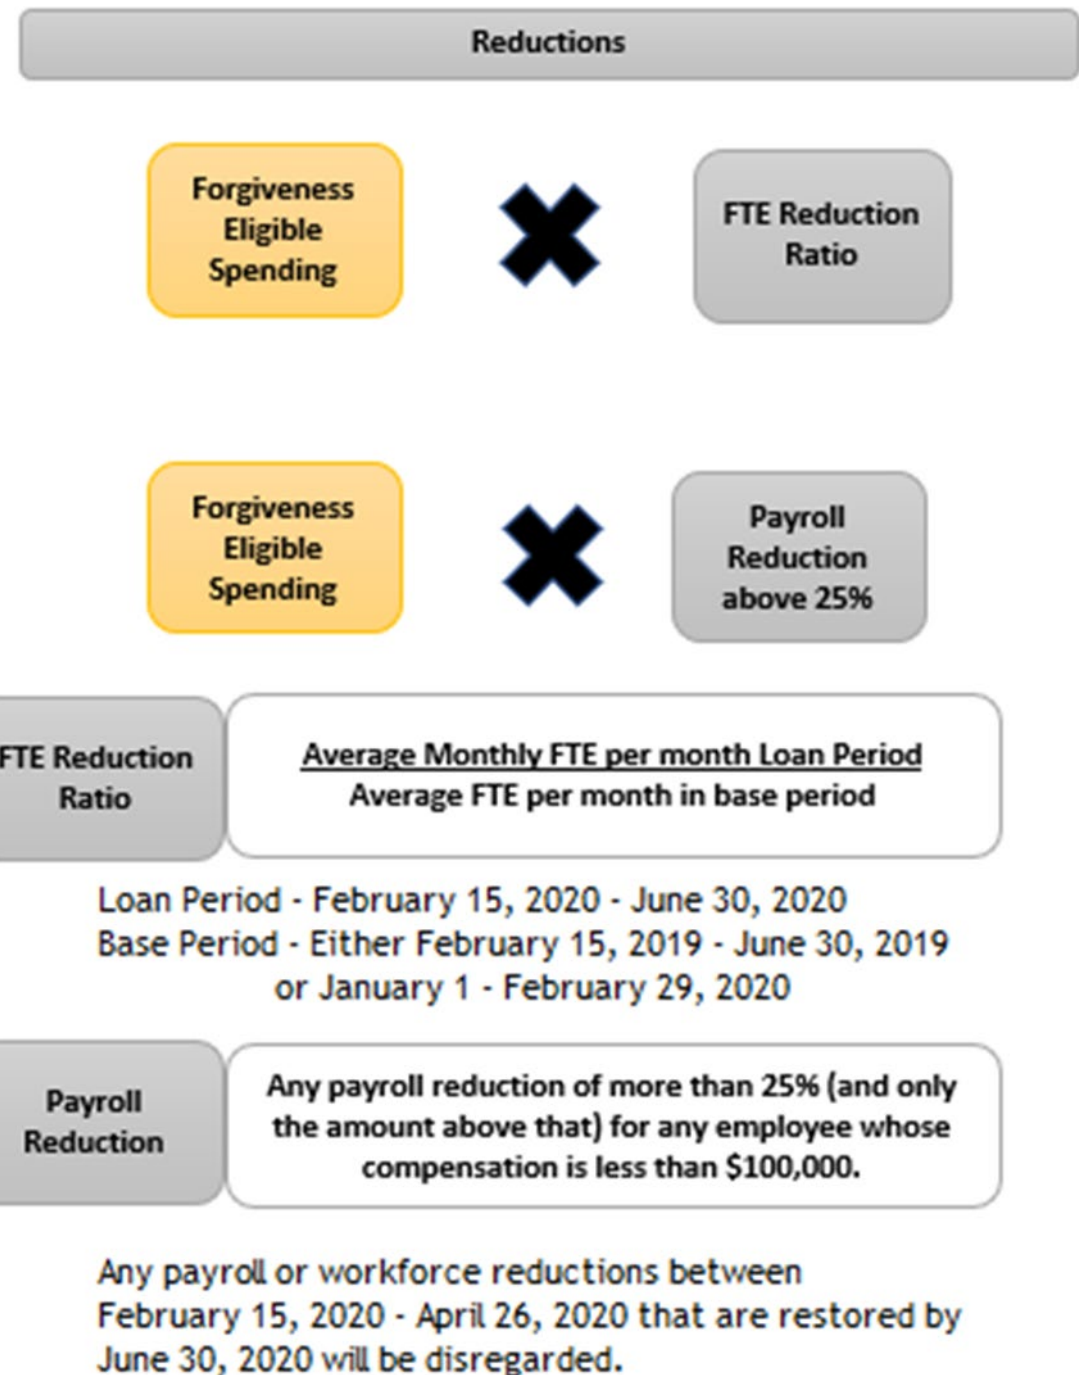 Reductions
Forgiveness
Eligible
Spending
FTE Reduction
Ratio
Forgiveness
Eligible
Spending
Payroll
Reduction
above 25%
FTE Reduction
Ratio
Average Monthly FTE per month Loan Period
Average FTE per month in base period
Loan Period - February 15, 2020 - June 30, 2020
Base Period - Either February 15, 2019 - June 30, 2019
or January 1 - February 29, 2020
Payroll
Reduction
Any payroll reduction of more than 25% (and only
the amount above that) for any employee whose
compensation is less than $100,000.
Any payroll or workforce reductions between
February 15, 2020 - April 26, 2020 that are restored by
June 30, 2020 will be disregarded.